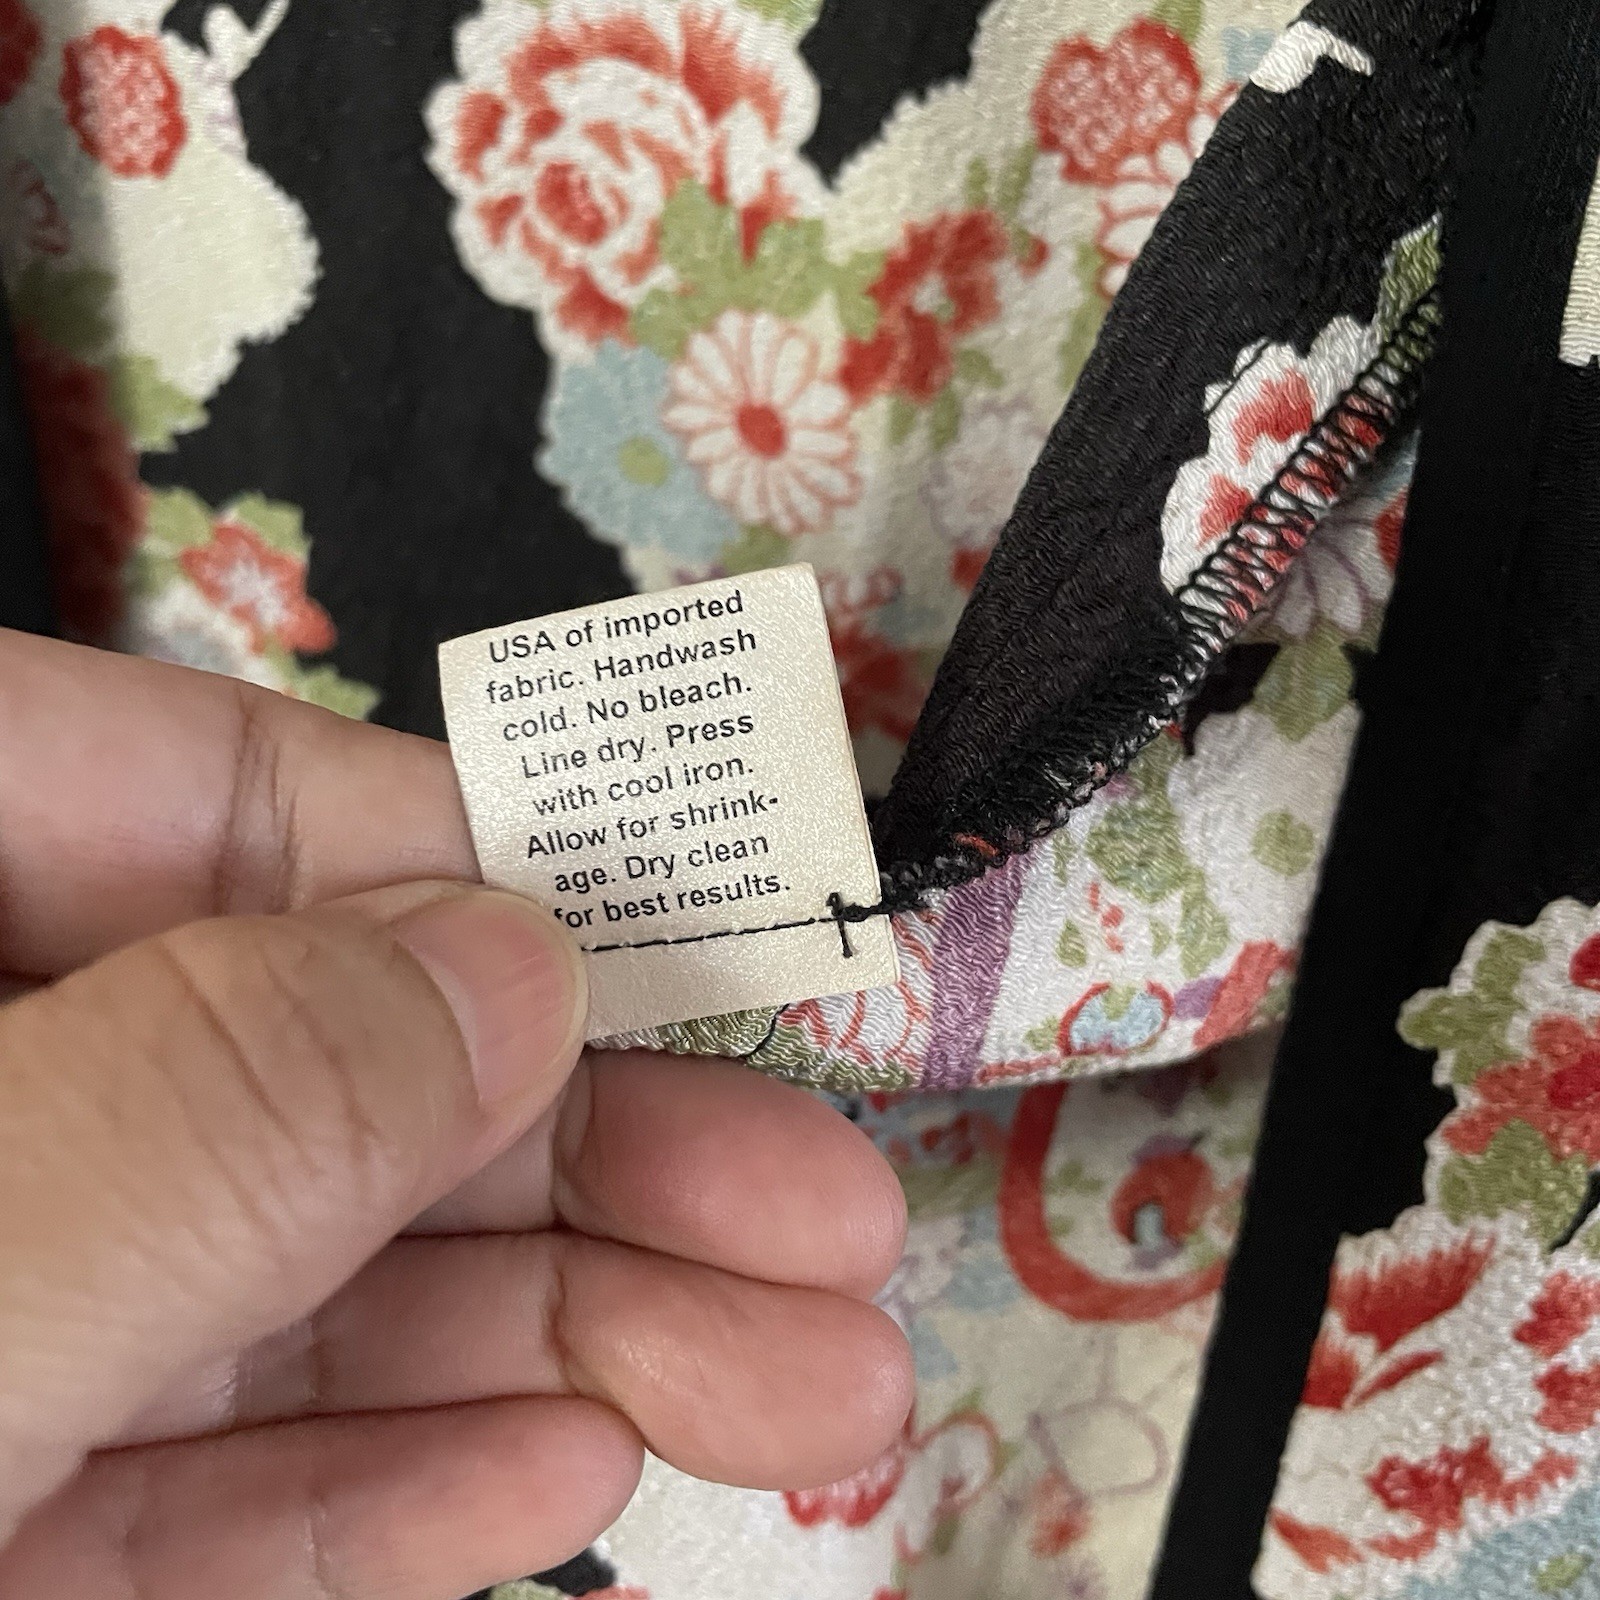 USA of imported
fabric. Handwash
cold. No bleach.
Line dry. Press
with cool iron.
Allow for shrink-
age. Dry clean
for best results.